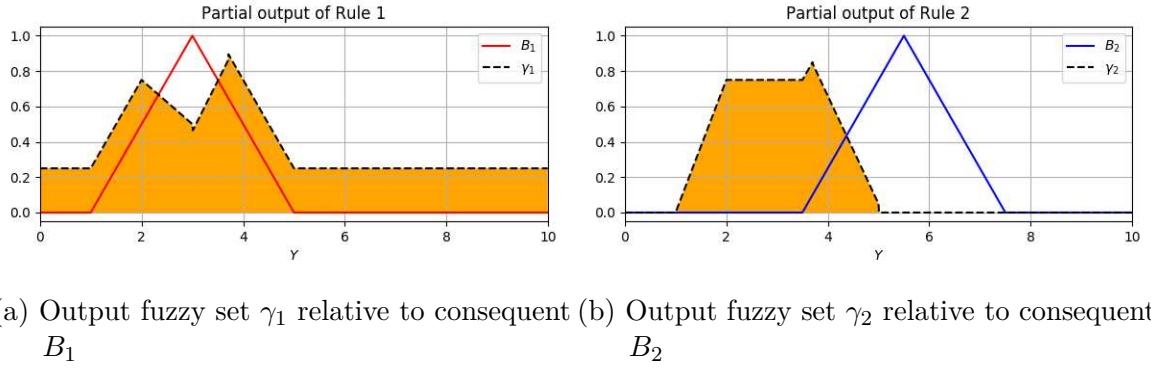 Partial output of Rule 1
1.0
0.8
0.6
0.4
0.2
0.0
0 2 4 6 8 10
Y
B₁
γ₁
Partial output of Rule 2
1.0
0.8
0.6
0.4
0.2
0.0
0 2 4 6 8 10
Y
B₂
γ₂
a) Output fuzzy set γ₁ relative to consequent
B₁
(b) Output fuzzy set γ₂ relative to consequent
B₂